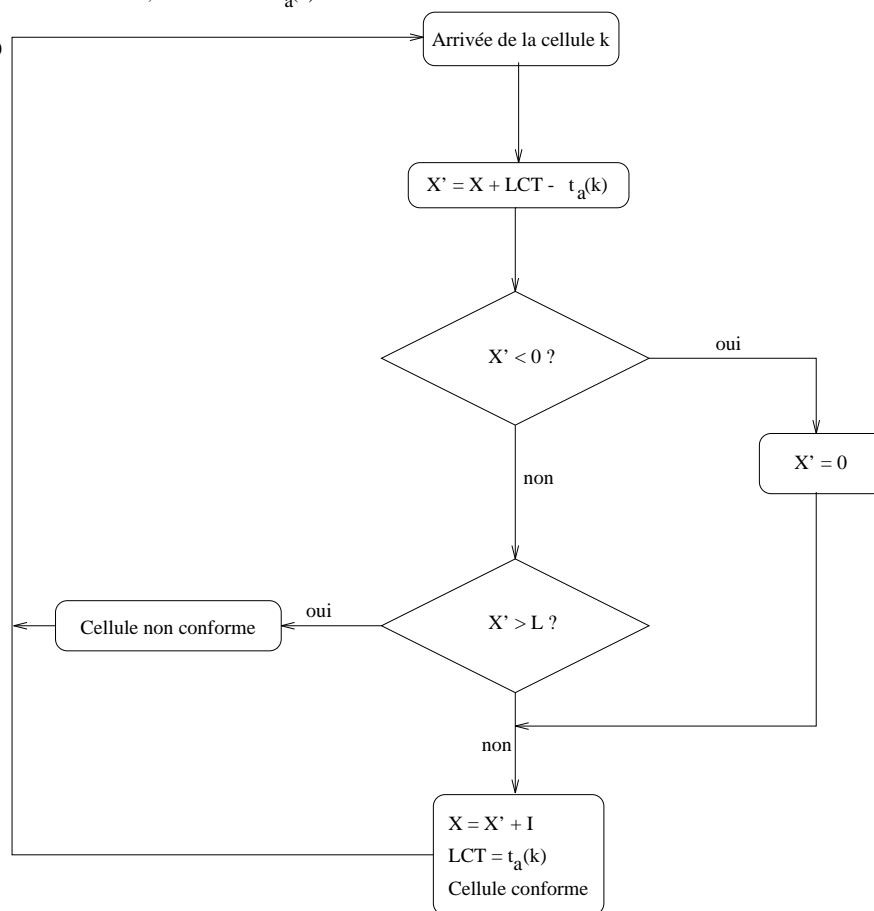 a
Arrivée de la cellule k
X' = X + LCT - t_a(k)
X' < 0 ?
oui
X' = 0
non
X' > L ?
oui
Cellule non conforme
non
X = X' + I
LCT = t_a(k)
Cellule conforme